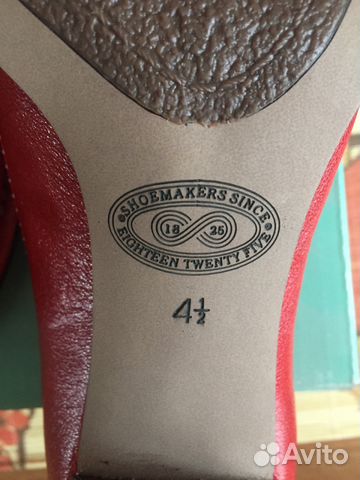 SHOEMAKERS SINCE
18 25
EIGHTEEN TWENTY FIVE
4½
Avito